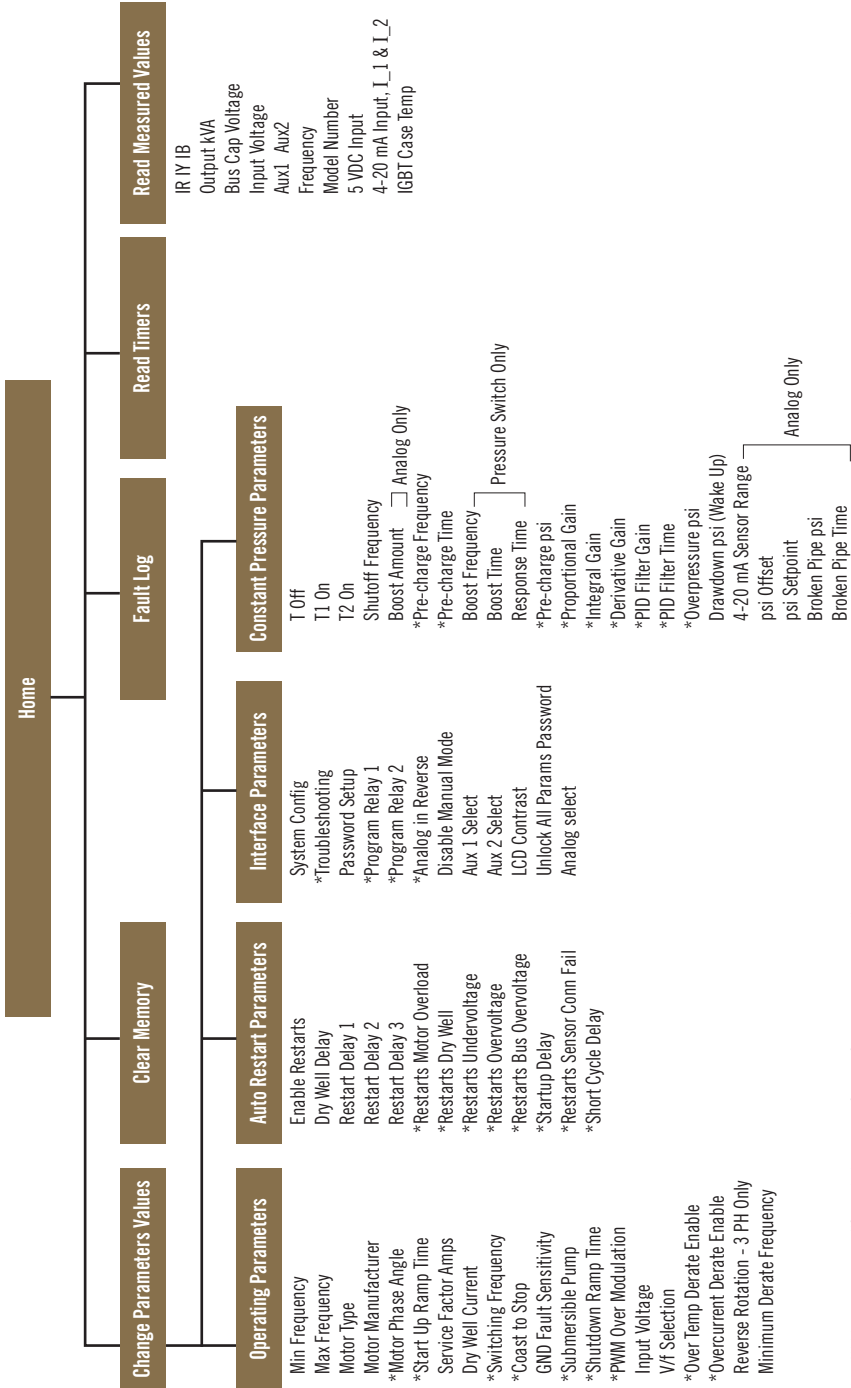 Home
Change Parameters Values
Clear Memory
Fault Log
Read Timers
Read Measured Values
IR IY IB
Output kVA
Bus Cap Voltage
Input Voltage
Aux1 Aux2
Frequency
Model Number
5 VDC Input
4-20 mA Input, I_1 & I_2
IGBT Case Temp
Operating Parameters
Min Frequency
Max Frequency
Motor Type
Motor Manufacturer
*Motor Phase Angle
*Start Up Ramp Time
Service Factor Amps
Dry Well Current
*Switching Frequency
*Coast to Stop
GND Fault Sensitivity
*Submersible Pump
*Shutdown Ramp Time
*PWM Over Modulation
Input Voltage
V/f Selection
*Over Temp Derate Enable
*Overcurrent Derate Enable
Reverse Rotation - 3 PH Only
Minimum Derate Frequency
Auto Restart Parameters
Enable Restarts
Dry Well Delay
Restart Delay 1
Restart Delay 2
Restart Delay 3
*Restarts Motor Overload
*Restarts Dry Well
*Restarts Undervoltage
*Restarts Overvoltage
*Restarts Bus Overvoltage
*Startup Delay
*Restarts Sensor Conn Fail
*Short Cycle Delay
Interface Parameters
System Config
*Troubleshooting
Password Setup
*Program Relay 1
*Program Relay 2
*Analog in Reverse
Disable Manual Mode
Aux 1 Select
Aux 2 Select
LCD Contrast
Unlock All Params Password
Analog select
Constant Pressure Parameters
T Off
T1 On
T2 On
Shutoff Frequency
Boost Amount
Analog Only
*Pre-charge Frequency
*Pre-charge Time
Boost Frequency
Boost Time
Pressure Switch Only
Response Time
*Pre-charge psi
*Proportional Gain
*Integral Gain
*Derivative Gain
*PID Filter Gain
*PID Filter Time
*Overpressure psi
Drawdown psi (Wake Up)
4-20 mA Sensor Range
psi Offset
psi Setpoint
Analog Only
Broken Pipe psi
Broken Pipe Time